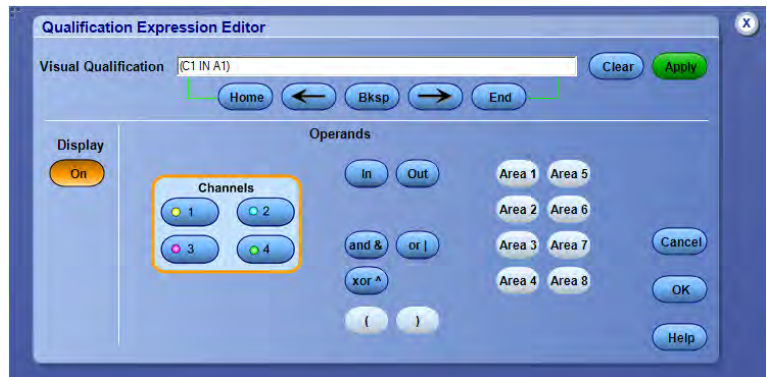 Qualification Expression Editor
X
Visual Qualification (C1 IN A1) Clear Apply
Home Bksp End
Display
On
Operands
Channels
1 2
3 4
In Out
and & or |
xor ^
( )
Area 1 Area 5
Area 2 Area 6
Area 3 Area 7
Area 4 Area 8
Cancel
OK
Help